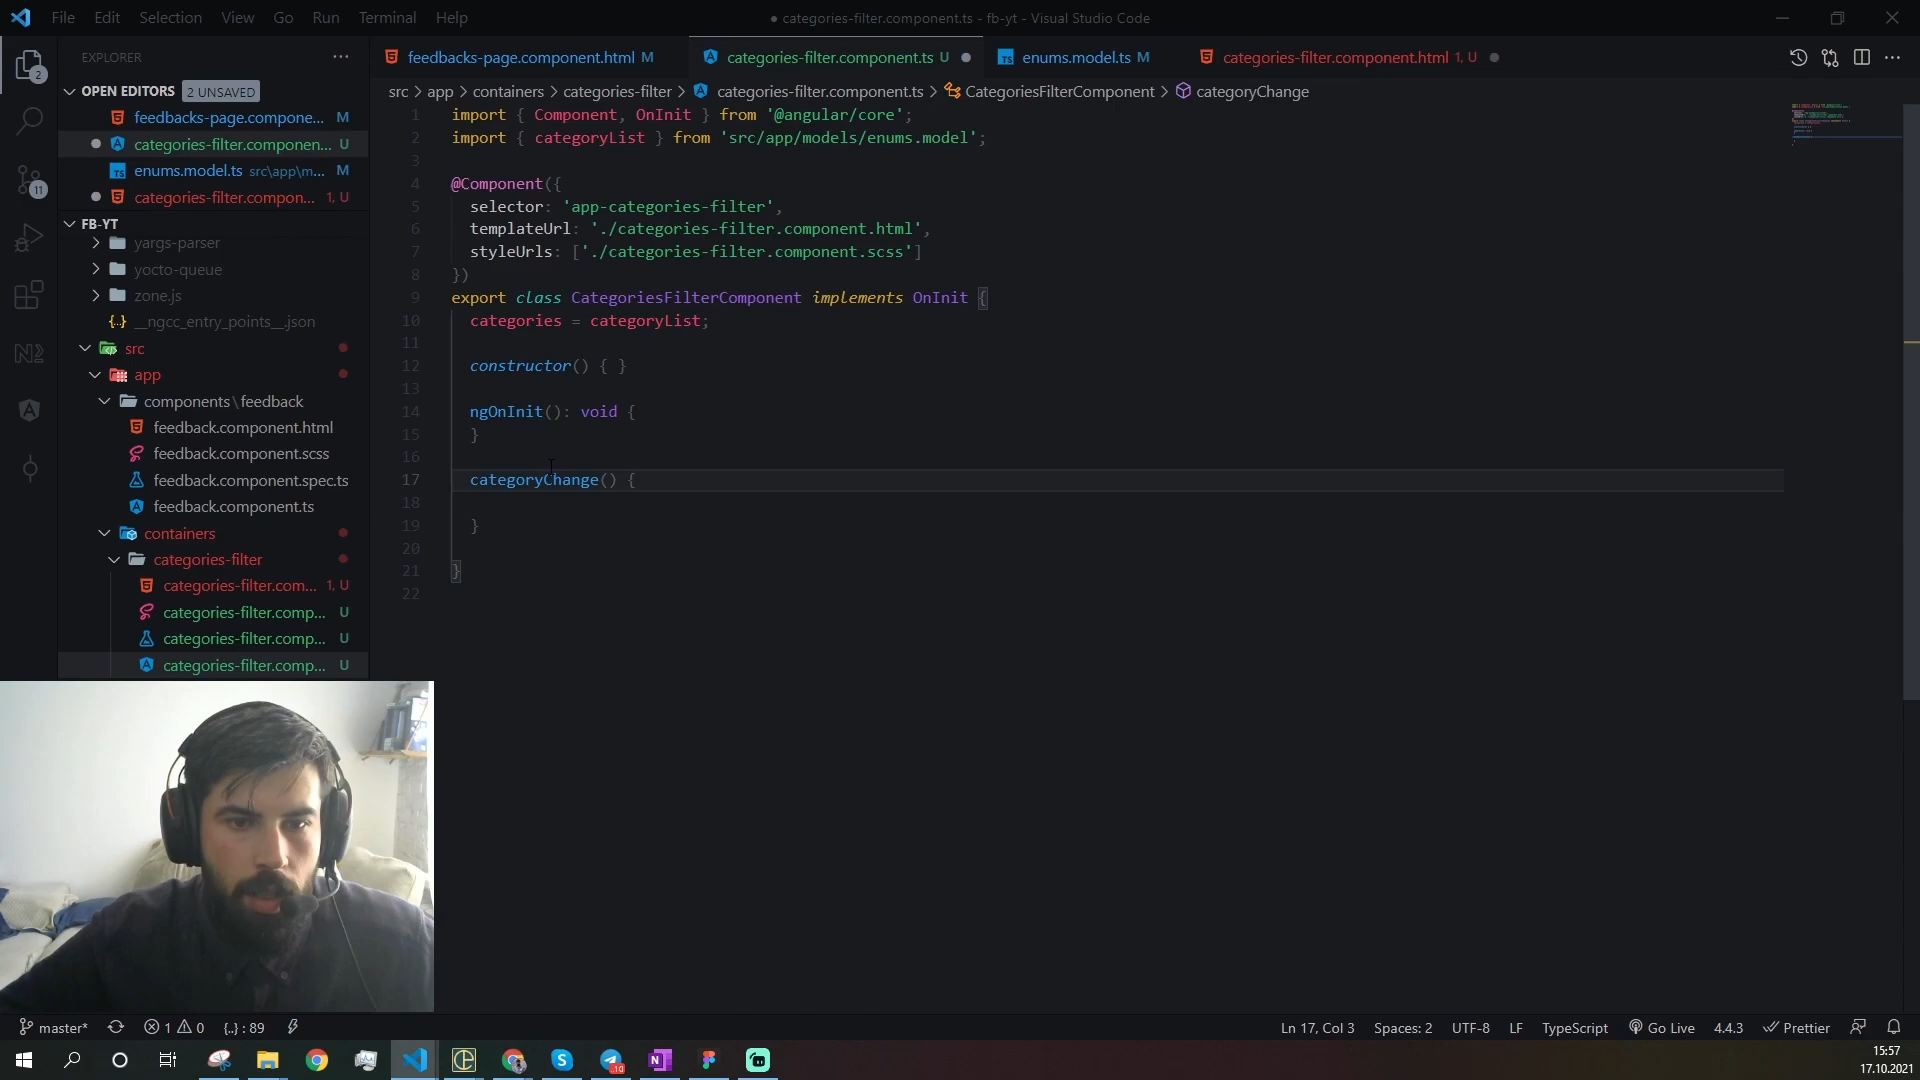 File Edit Selection View Go Run Terminal Help
● categories-filter.component.ts - fb-yt - Visual Studio Code
EXPLORER
feedbacks-page.component.html M
categories-filter.component.ts U
enums.model.ts M
categories-filter.component.html 1, U
OPEN EDITORS 2 UNSAVED
feedbacks-page.compone... M
categories-filter.componen... U
enums.model.ts src\app\m... M
categories-filter.compon... 1, U
FB-YT
yargs-parser
yocto-queue
zone.js
__ngcc_entry_points__.json
src
app
components\feedback
feedback.component.html
feedback.component.scss
feedback.component.spec.ts
feedback.component.ts
containers
categories-filter
categories-filter.com... 1, U
categories-filter.comp... U
categories-filter.comp... U
categories-filter.comp... U
2
11
src > app > containers > categories-filter > categories-filter.component.ts > CategoriesFilterComponent > categoryChange
1 import { Component, OnInit } from '@angular/core';
2 import { categoryList } from 'src/app/models/enums.model';
3
4 @Component({
5 selector: 'app-categories-filter',
6 templateUrl: './categories-filter.component.html',
7 styleUrls: ['./categories-filter.component.scss']
8 })
9 export class CategoriesFilterComponent implements OnInit {
10 categories = categoryList;
11
12 constructor() { }
13
14 ngOnInit(): void {
15 }
16
17 categoryChange() {
18
19 }
20
21 }
22
master* 1 0 {..} : 89
Ln 17, Col 3 Spaces: 2 UTF-8 LF TypeScript Go Live 4.4.3 Prettier
15:57
17.10.2021